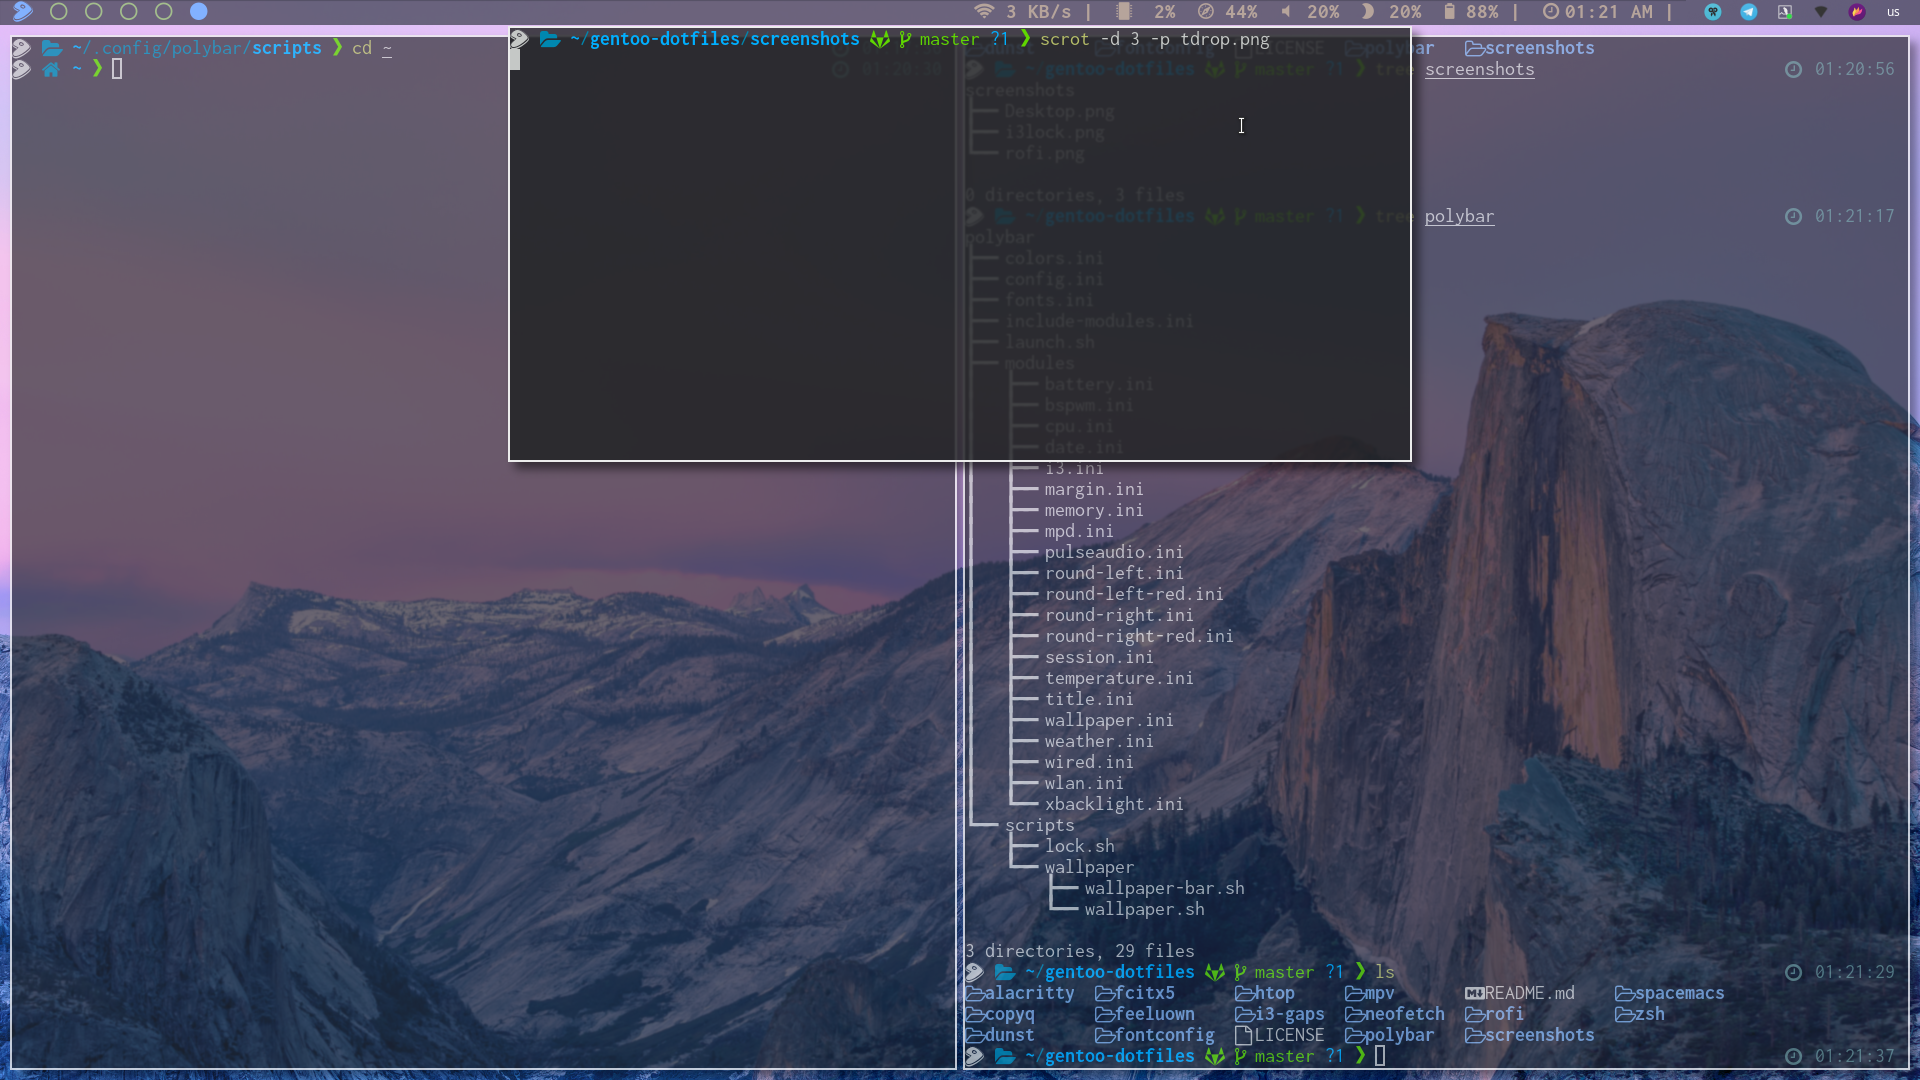 3 KB/s | 2% 44% 20% 20% 88% | 01:21 AM | us
~/.config/polybar/scripts ❯ cd ~
01:20:30
~ ❯
~/gentoo-dotfiles/screenshots master ?1 ❯ scrot -d 3 -p tdrop.png
LICENSE polybar screenshots
~/gentoo-dotfiles master ?1 ❯ tree screenshots 01:20:56
screenshots
├── Desktop.png
├── i3lock.png
└── rofi.png
0 directories, 3 files
~/gentoo-dotfiles master ?1 ❯ tree polybar 01:21:17
polybar
├── colors.ini
├── config.ini
├── fonts.ini
├── include-modules.ini
├── launch.sh
├── modules
│   ├── battery.ini
│   ├── bspwm.ini
│   ├── cpu.ini
│   ├── date.ini
│   ├── i3.ini
│   ├── margin.ini
│   ├── memory.ini
│   ├── mpd.ini
│   ├── pulseaudio.ini
│   ├── round-left.ini
│   ├── round-left-red.ini
│   ├── round-right.ini
│   ├── round-right-red.ini
│   ├── session.ini
│   ├── temperature.ini
│   ├── title.ini
│   ├── wallpaper.ini
│   ├── weather.ini
│   ├── wired.ini
│   ├── wlan.ini
│   └── xbacklight.ini
└── scripts
    ├── lock.sh
    └── wallpaper
        ├── wallpaper-bar.sh
        └── wallpaper.sh
3 directories, 29 files
~/gentoo-dotfiles master ?1 ❯ ls 01:21:29
alacritty fcitx5 htop mpv README.md spacemacs
copyq feeluown i3-gaps neofetch rofi zsh
dunst fontconfig LICENSE polybar screenshots
~/gentoo-dotfiles master ?1 ❯ 01:21:37